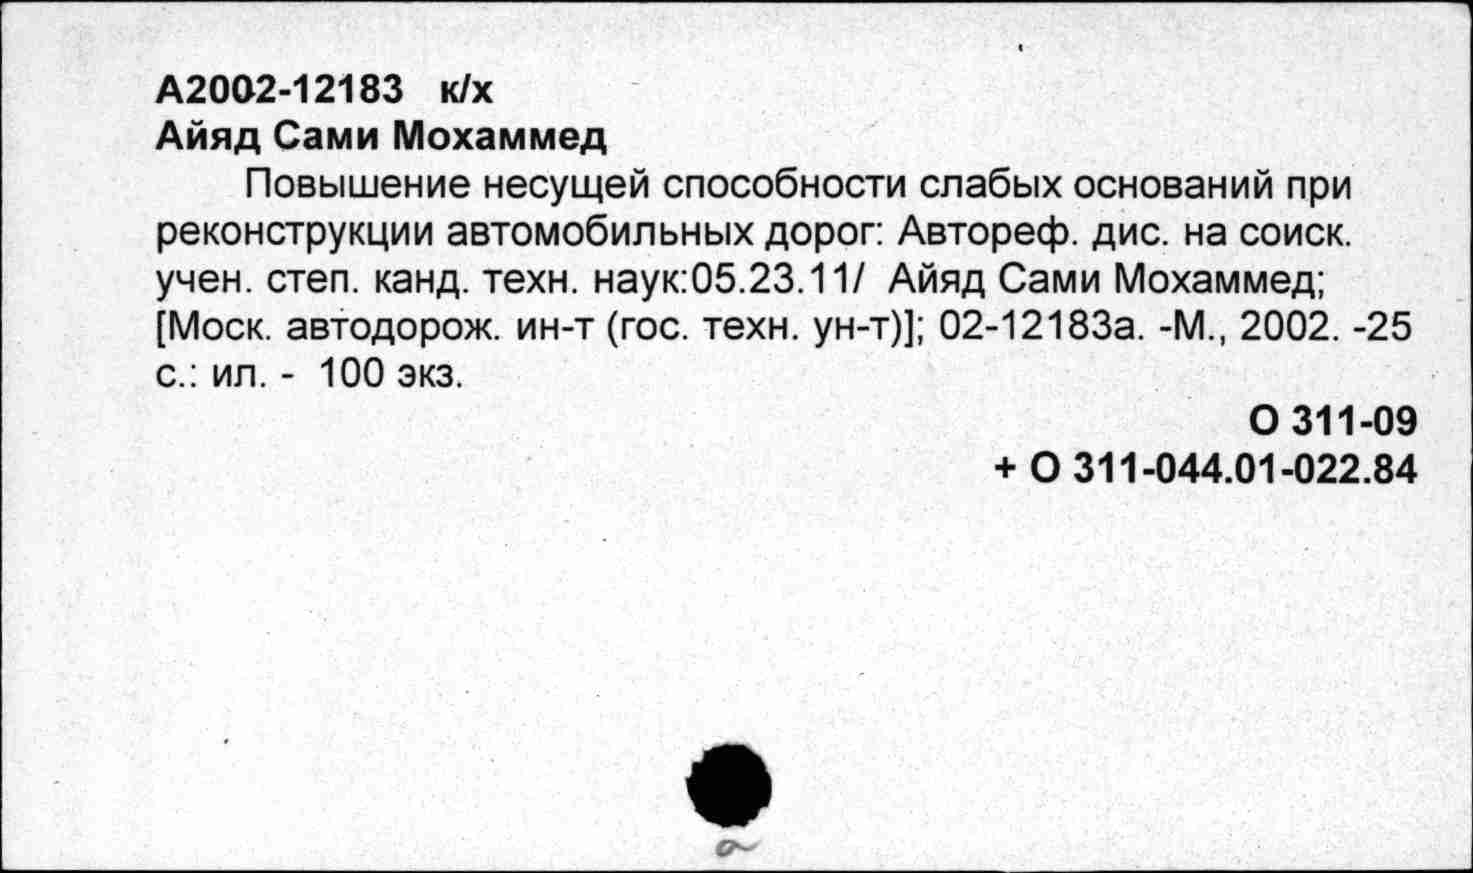 А2002-12183 к/х
Айяд Сами Мохаммед
Повышение несущей способности слабых оснований при
реконструкции автомобильных дорог: Автореф. дис. на соиск.
учен. степ. канд. техн. наук:05.23.11/ Айяд Сами Мохаммед;
[Моск. автодорож. ин-т (гос. техн. ун-т)]; 02-12183а. -М., 2002. -25
с.: ил. - 100 экз.
О 311-09
+ О 311-044.01-022.84